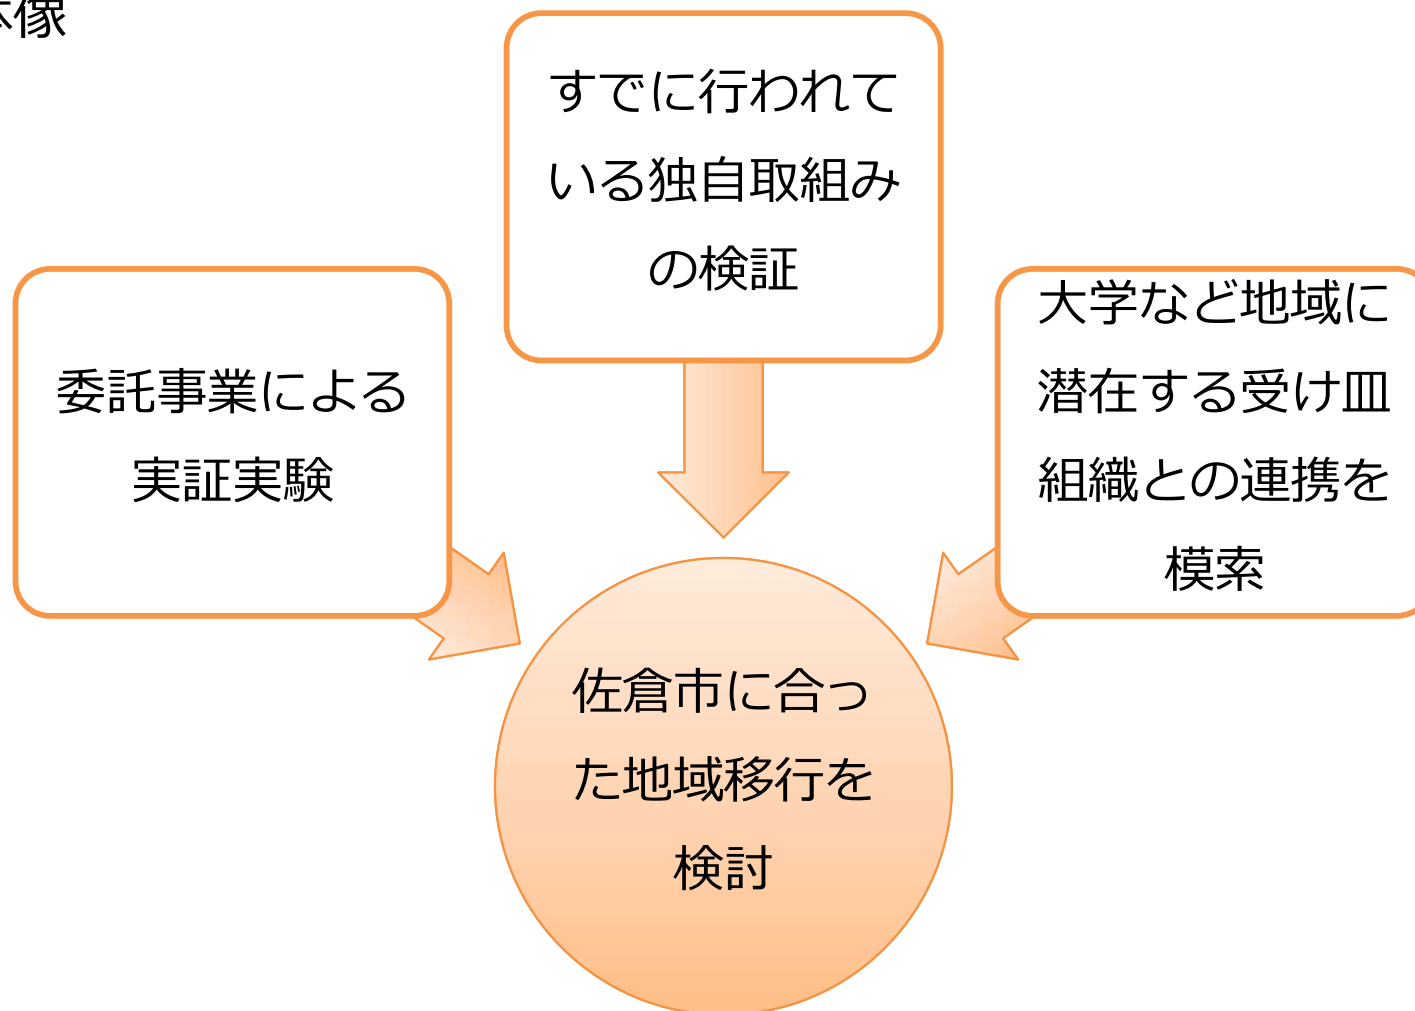 体像
すでに行われて
いる独自取組み
の検証
委託事業による
実証実験
大学など地域に
潜在する受け皿
組織との連携を
模索
佐倉市に合っ
た地域移行を
検討